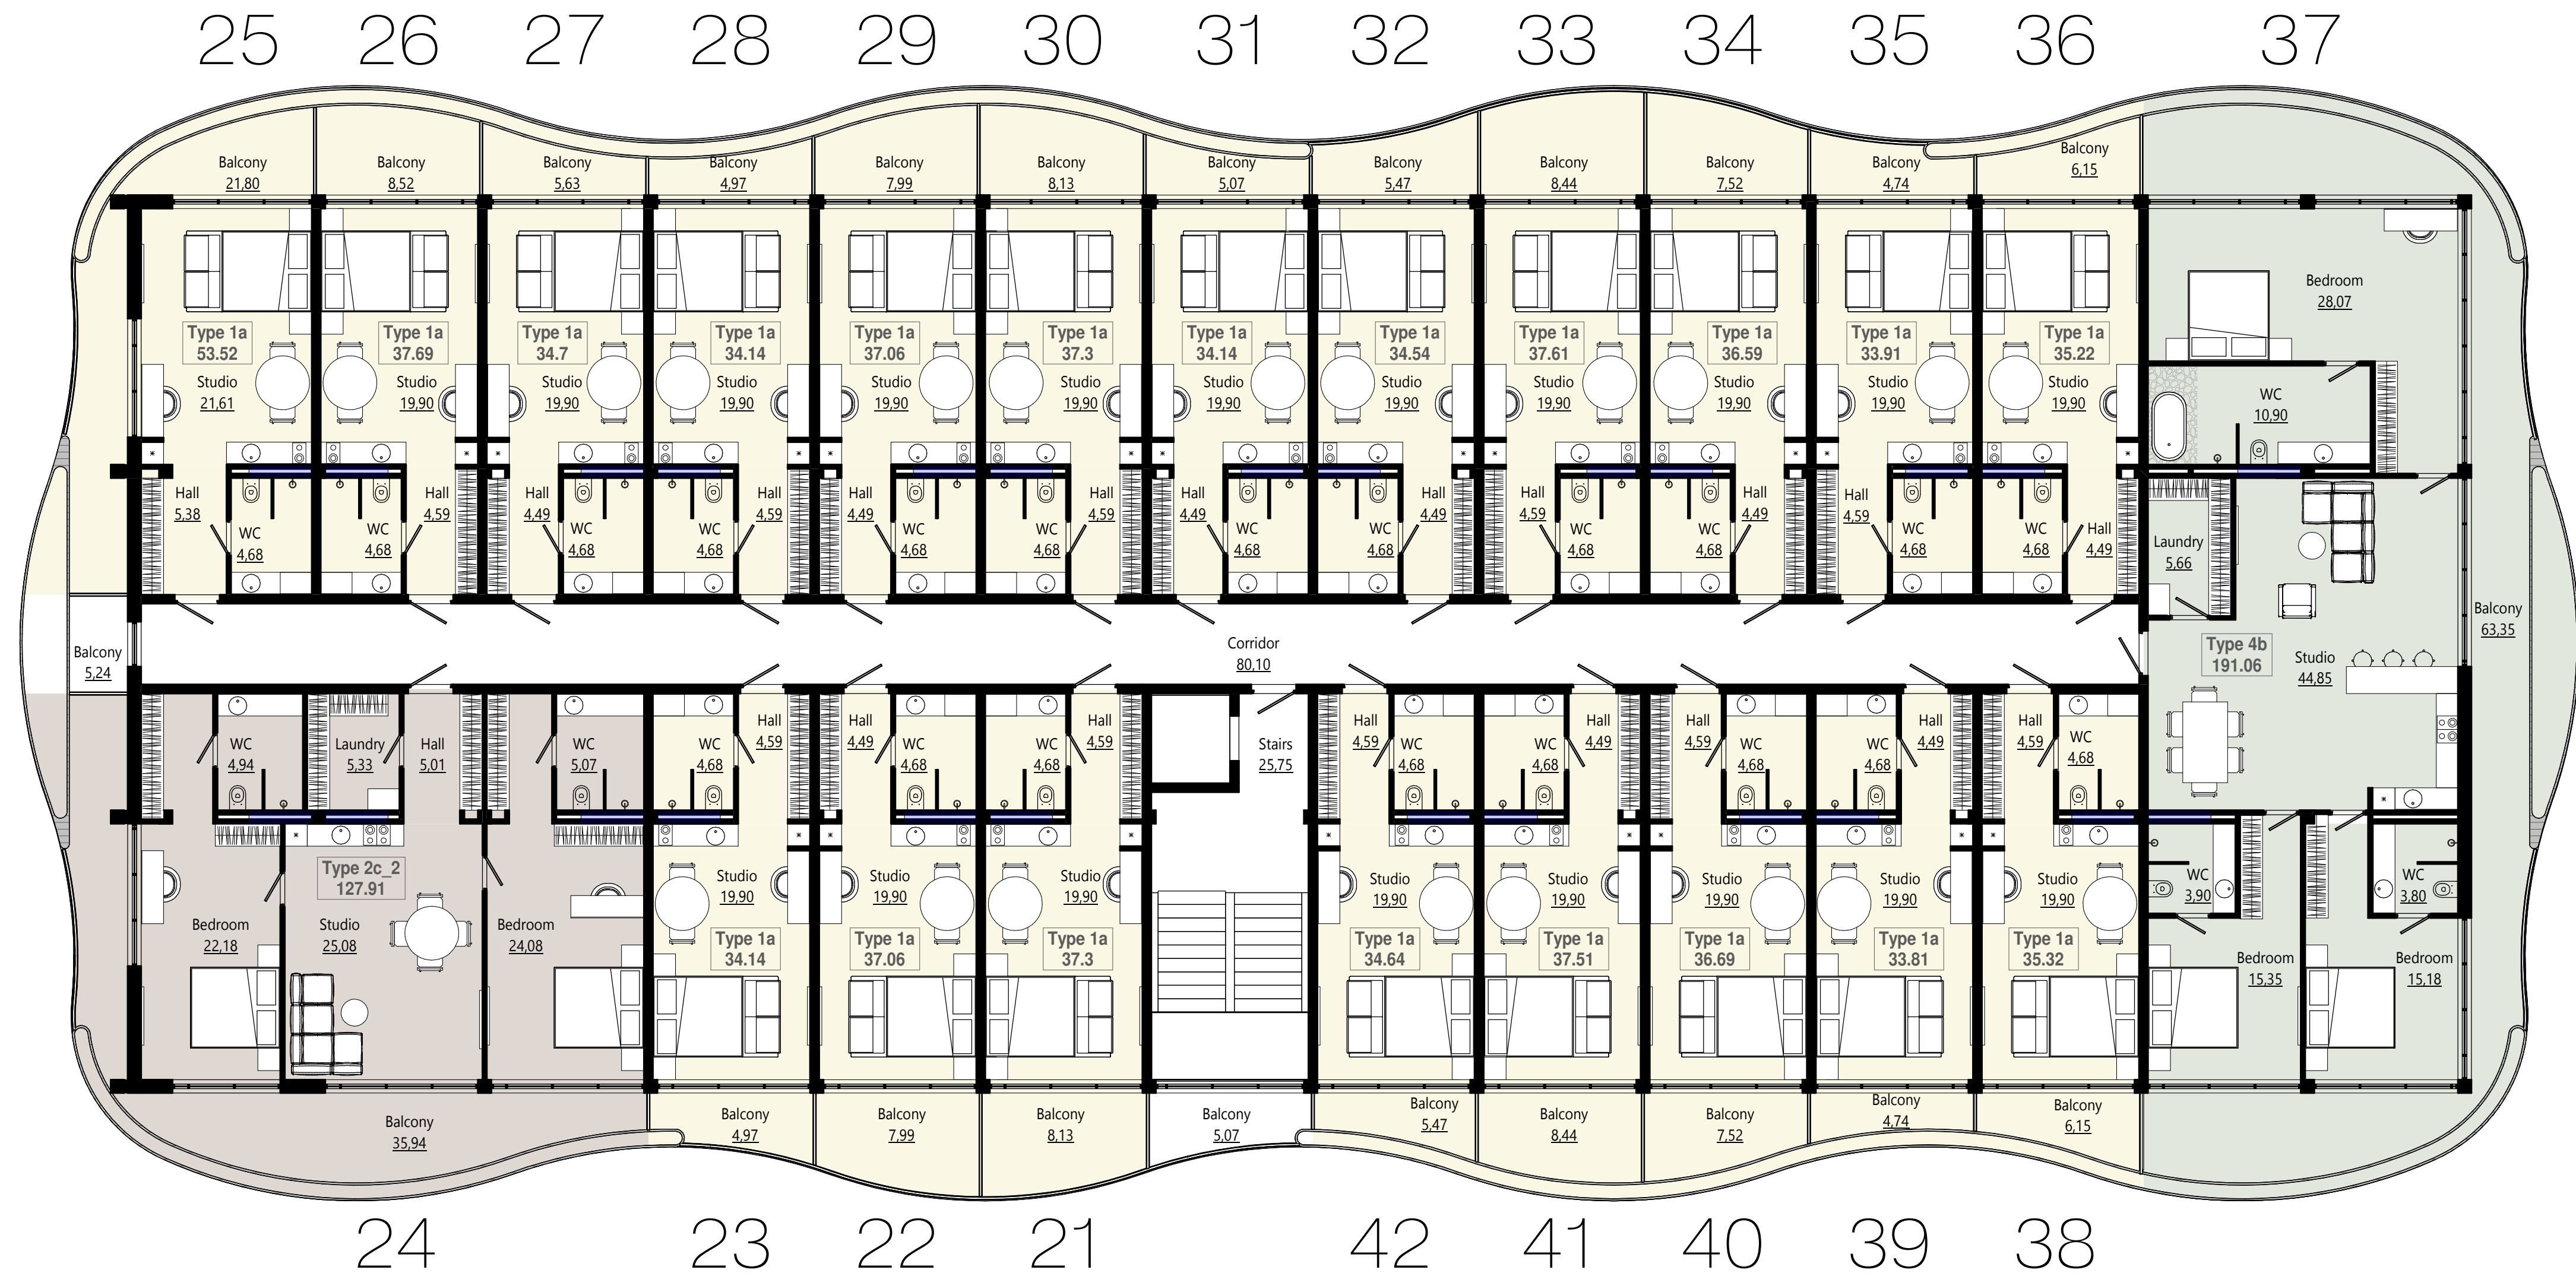 25 26 27 28 29 30 31 32 33 34 35 36 37
Balcony
21,80
Balcony
8,52
Balcony
5,63
Balcony
4,97
Balcony
7,99
Balcony
8,13
Balcony
5,07
Balcony
5,47
Balcony
8,44
Balcony
7,52
Balcony
4,74
Balcony
6,15
Type 1a
53.52
Studio
21,61
Hall
5,38
WC
4,68
Type 1a
37.69
Studio
19,90
WC
4,68
Hall
4,59
Type 1a
34.7
Studio
19,90
Hall
4,49
WC
4,68
Type 1a
34.14
Studio
19,90
WC
4,68
Hall
4,59
Type 1a
37.06
Studio
19,90
Hall
4,49
WC
4,68
Type 1a
37.3
Studio
19,90
WC
4,68
Hall
4,59
Type 1a
34.14
Studio
19,90
Hall
4,49
WC
4,68
Type 1a
34.54
Studio
19,90
WC
4,68
Hall
4,49
Type 1a
37.61
Studio
19,90
Hall
4,59
WC
4,68
Type 1a
36.59
Studio
19,90
WC
4,68
Hall
4,49
Type 1a
33.91
Studio
19,90
Hall
4,59
WC
4,68
Type 1a
35.22
Studio
19,90
WC
4,68
Hall
4,49
Bedroom
28,07
WC
10,90
Laundry
5,66
Type 4b
191.06
Studio
44,85
Balcony
63,35
Balcony
5,24
Corridor
80,10
WC
4,94
Laundry
5,33
Hall
5,01
WC
5,07
Type 2c_2
127.91
Bedroom
22,18
Studio
25,08
Bedroom
24,08
Balcony
35,94
WC
4,68
Hall
4,59
Studio
19,90
Type 1a
34.14
Balcony
4,97
Hall
4,49
WC
4,68
Studio
19,90
Type 1a
37.06
Balcony
7,99
WC
4,68
Hall
4,59
Studio
19,90
Type 1a
37.3
Balcony
8,13
Stairs
25,75
Balcony
5,07
Hall
4,59
WC
4,68
Studio
19,90
Type 1a
34.64
Balcony
5,47
WC
4,68
Hall
4,49
Studio
19,90
Type 1a
37.51
Balcony
8,44
Hall
4,59
WC
4,68
Studio
19,90
Type 1a
36.69
Balcony
7,52
WC
4,68
Hall
4,49
Studio
19,90
Type 1a
33.81
Balcony
4,74
Hall
4,59
WC
4,68
Studio
19,90
Type 1a
35.32
Balcony
6,15
WC
3,90
Bedroom
15,35
WC
3,80
Bedroom
15,18
24 23 22 21 42 41 40 39 38